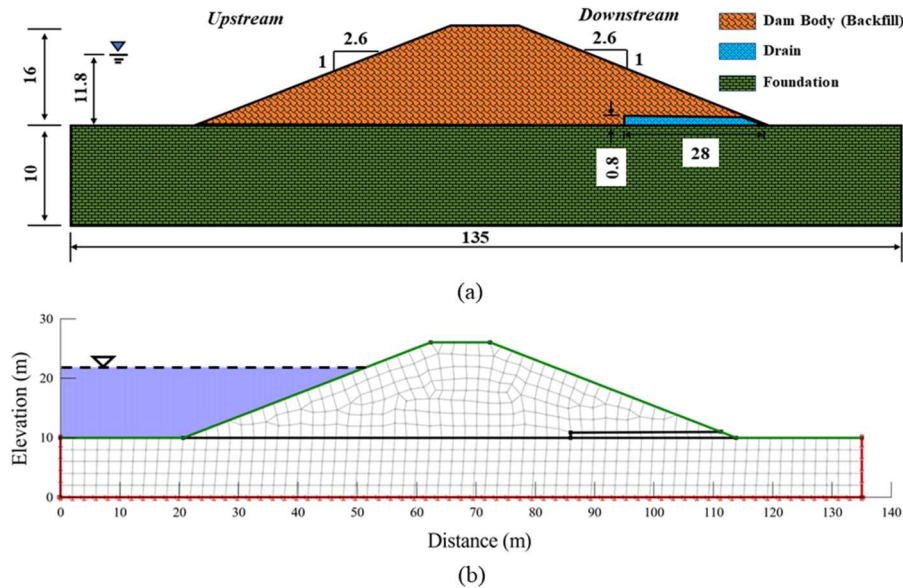 Upstream
Downstream
2.6
1
2.6
1
16
11.8
10
0.8
28
135
Dam Body (Backfill)
Drain
Foundation
(a)
30
20
10
0
Elevation (m)
0 10 20 30 40 50 60 70 80 90 100 110 120 130 140
Distance (m)
(b)